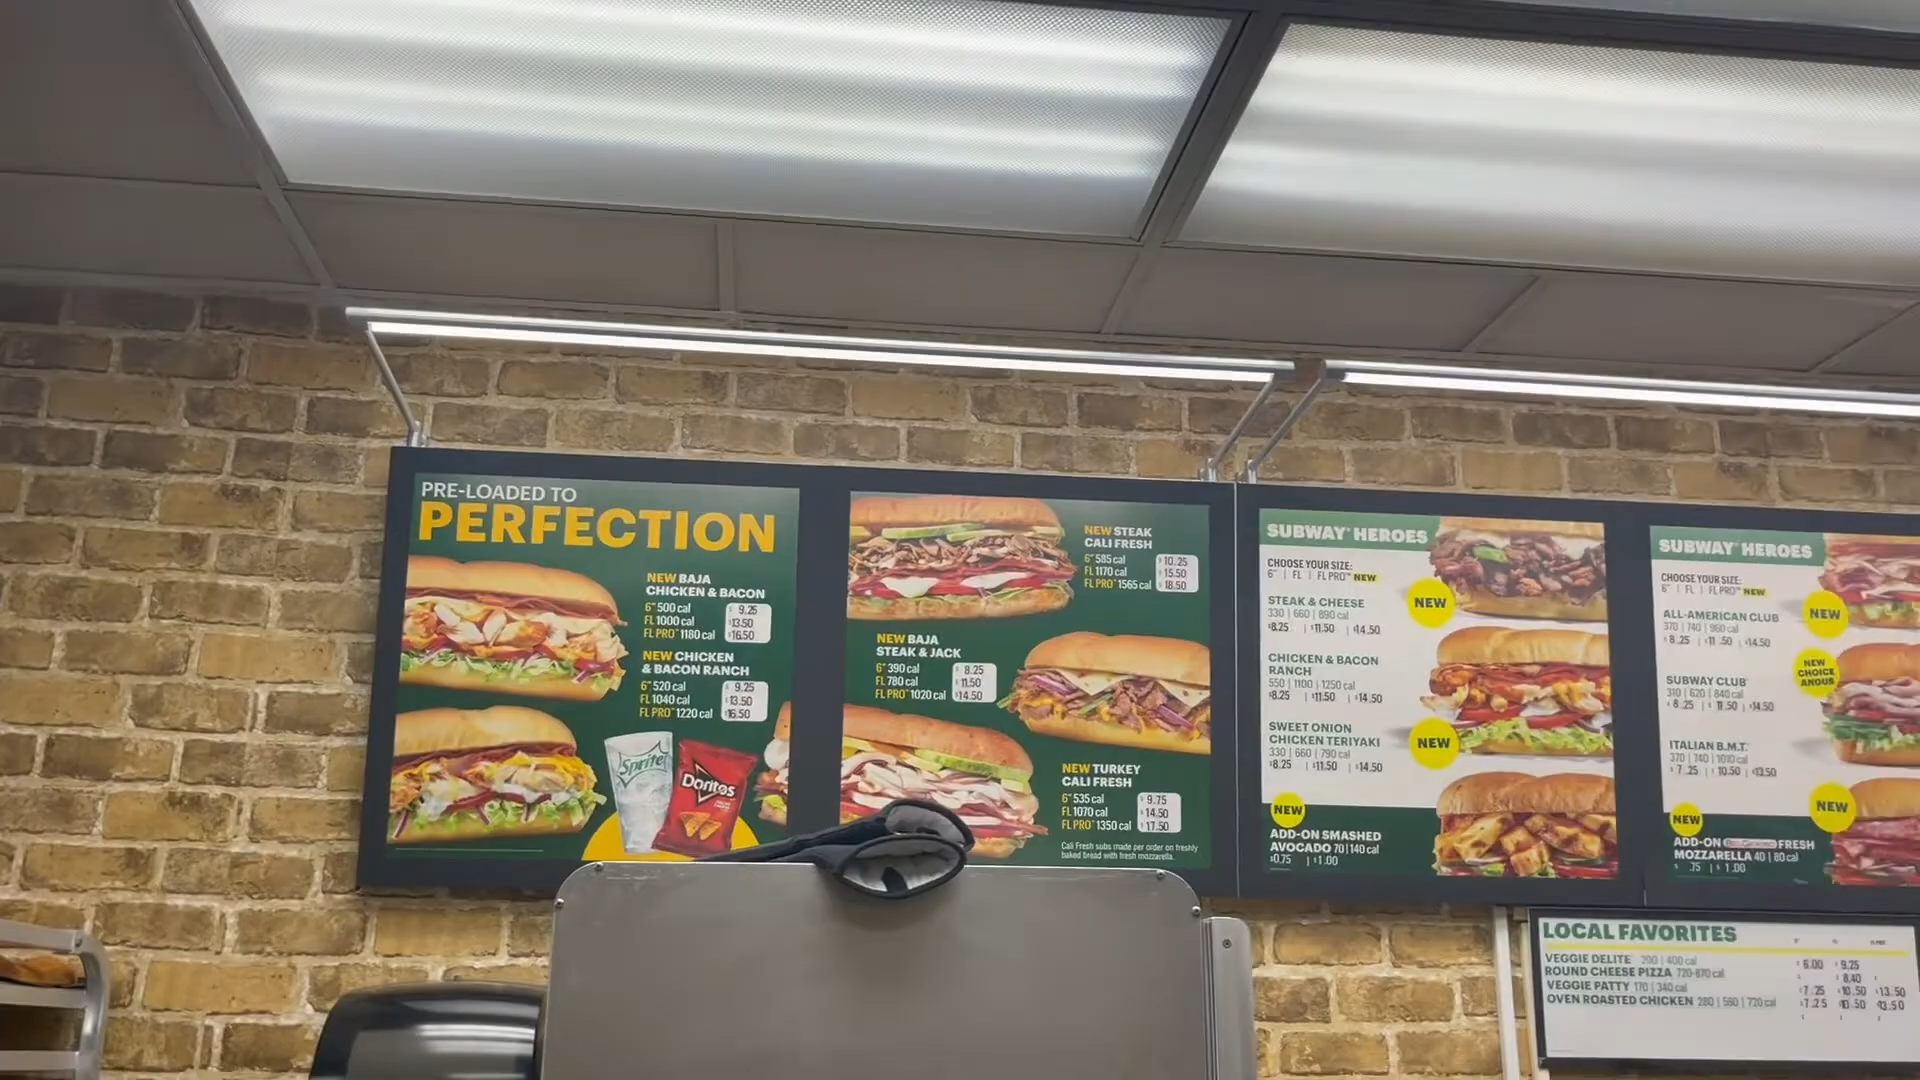 PRE-LOADED TO
PERFECTION
NEW BAJA
CHICKEN & BACON
6" 500 cal $ 9.25
FL 1000 cal $13.50
FL PRO™ 1180 cal $16.50
NEW CHICKEN
& BACON RANCH
6" 520 cal $ 9.25
FL 1040 cal $13.50
FL PRO™ 1220 cal $16.50
Sprite
Doritos
NEW STEAK
CALI FRESH
6" 585 cal $ 10.25
FL 1170 cal $ 15.50
FL PRO™ 1565 cal $ 18.50
NEW BAJA
STEAK & JACK
6" 390 cal $ 8.25
FL 780 cal $ 11.50
FL PRO™ 1020 cal $14.50
NEW TURKEY
CALI FRESH
6" 535 cal $ 9.75
FL 1070 cal $ 14.50
FL PRO™ 1350 cal $ 17.50
Cali Fresh subs made per order on freshly
baked bread with fresh mozzarella.
SUBWAY® HEROES
CHOOSE YOUR SIZE:
6" | FL | FL PRO™ NEW
NEW
STEAK & CHEESE
330 | 660 | 890 cal
$8.25 | $11.50 | $14.50
CHICKEN & BACON
RANCH
550 | 1100 | 1250 cal
$8.25 | $11.50 | $14.50
SWEET ONION
CHICKEN TERIYAKI
330 | 660 | 790 cal
$8.25 | $11.50 | $14.50
NEW
NEW
ADD-ON SMASHED
AVOCADO 70 | 140 cal
$0.75 | $1.00
SUBWAY® HEROES
CHOOSE YOUR SIZE:
6" | FL | FL PRO™ NEW
ALL-AMERICAN CLUB
370 | 740 | 960 cal
$ 8.25 | $ 11.50 | $14.50
NEW
NEW
CHOICE
ANGUS
SUBWAY CLUB®
310 | 620 | 840 cal
$ 8.25 | $ 11.50 | $14.50
ITALIAN B.M.T.®
370 | 740 | 1010 cal
$ 7.25 | $ 10.50 | $13.50
NEW
NEW
ADD-ON BelGioioso FRESH
MOZZARELLA 40 | 80 cal
$ .75 | $ 1.00
LOCAL FAVORITES
VEGGIE DELITE 200 | 400 cal $ 6.00 $ 9.25
ROUND CHEESE PIZZA 720-870 cal $ 8.40
VEGGIE PATTY 170 | 340 cal $7.25 $10.50 $13.50
OVEN ROASTED CHICKEN 280 | 560 | 720 cal $7.25 $10.50 $13.50